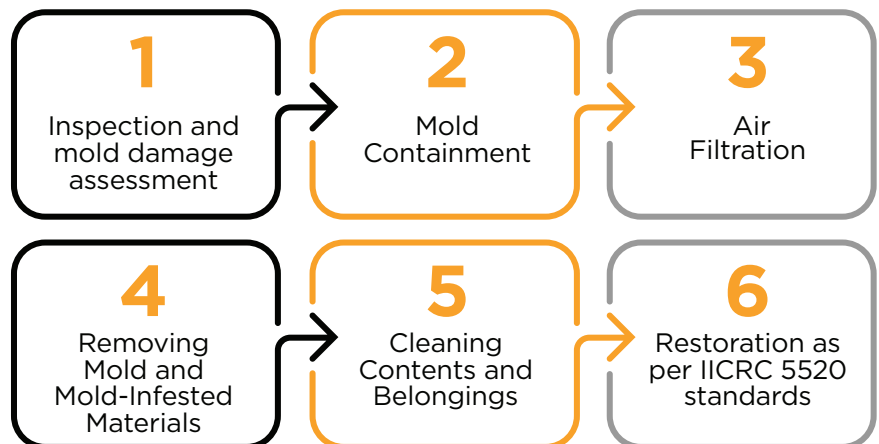 1
Inspection and
mold damage
assessment
2
Mold
Containment
3
Air
Filtration
4
Removing
Mold and
Mold-Infested
Materials
5
Cleaning
Contents and
Belongings
6
Restoration as
per IICRC 5520
standards